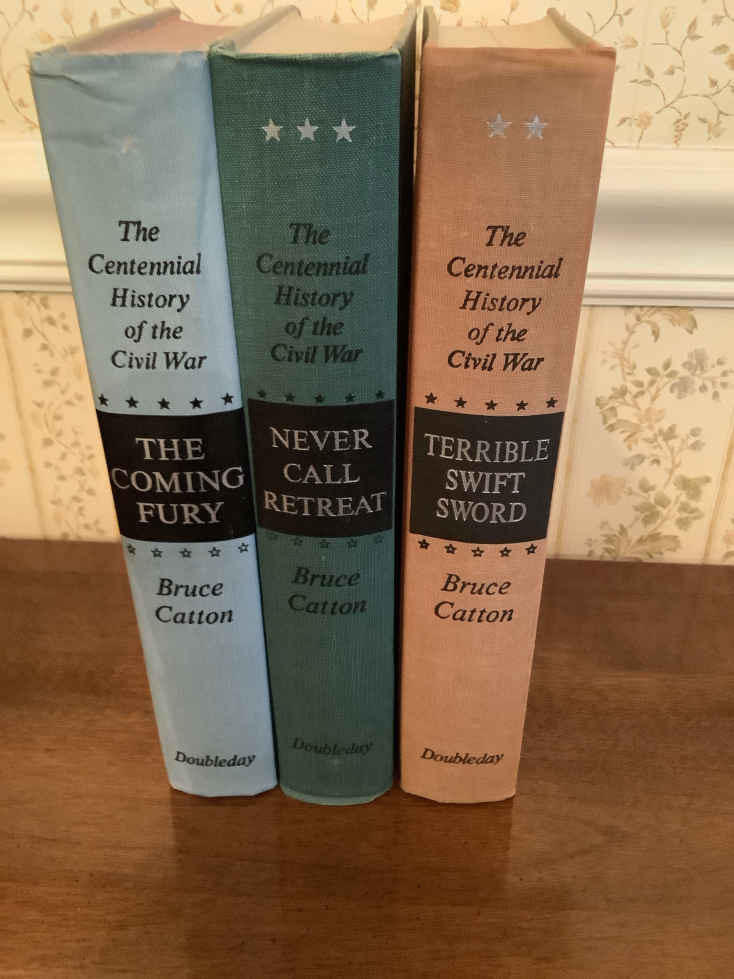 The
Centennial
History
of the
Civil War
THE
COMING
FURY
Bruce
Catton
Doubleday
The
Centennial
History
of the
Civil War
NEVER
CALL
RETREAT
Bruce
Catton
Doubleday
The
Centennial
History
of the
Civil War
TERRIBLE
SWIFT
SWORD
Bruce
Catton
Doubleday